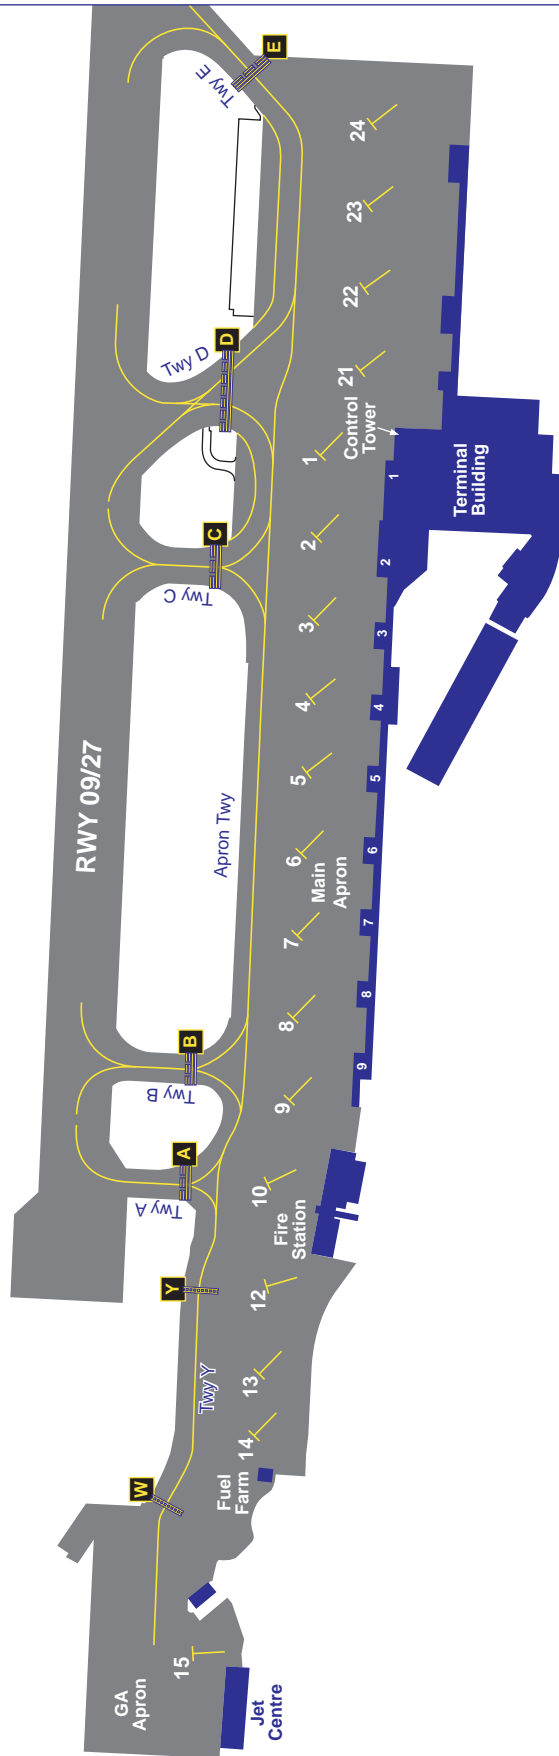 E
Twy E
24
23
22
D
Twy D
21
Control
Tower
1
1
Terminal
Building
C
Twy C
2
2
3
3
4
4
RWY 09/27
Apron Twy
5
5
6
6
Main
Apron
7
7
8
8
B
Twy B
9
9
A
Twy A
10
Fire
Station
Y
12
Twy Y
13
14
Fuel
Farm
W
15
GA
Apron
Jet
Centre